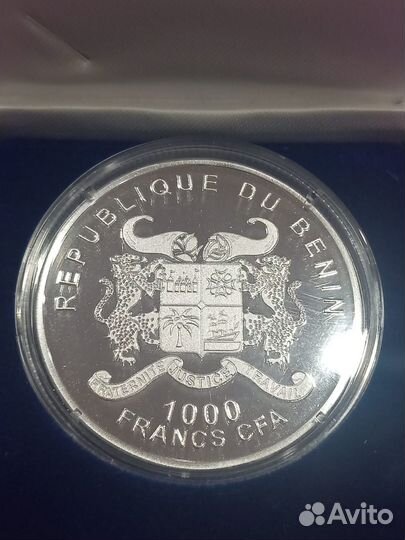 REPUBLIQUE DU BENIN
FRATERNITE JUSTICE TRAVAIL
1000
FRANCS CFA
Avito